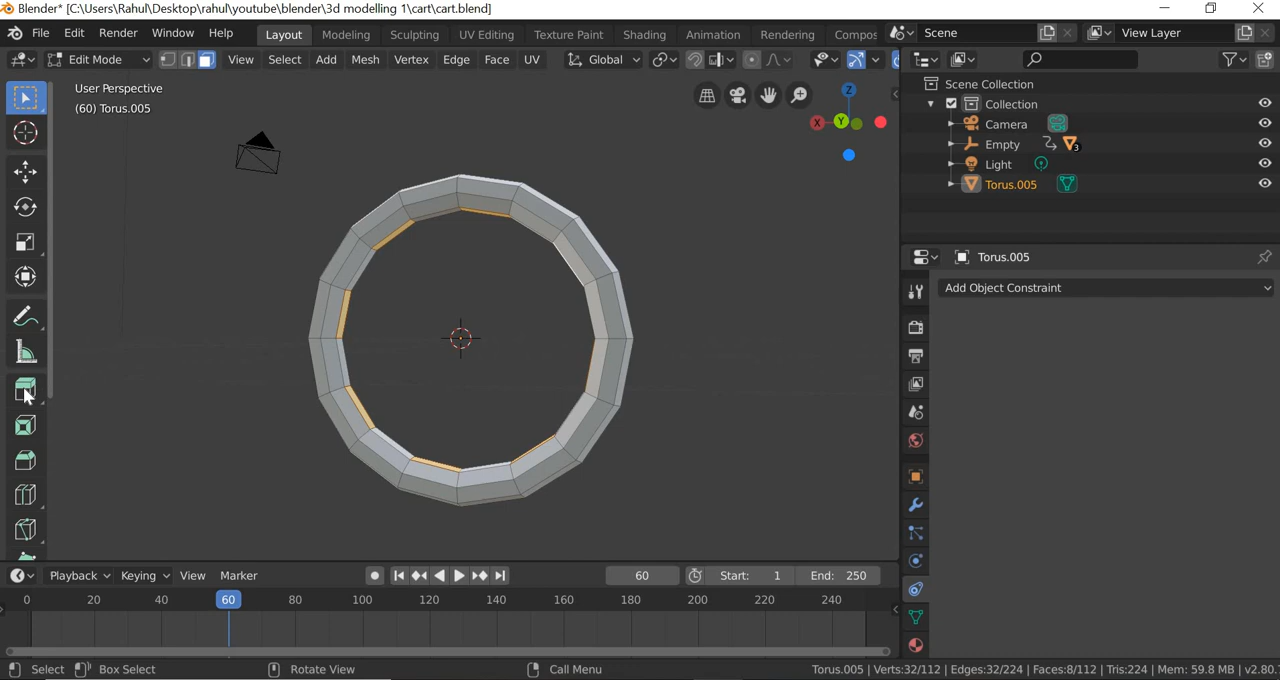 Blender* [C:\Users\Rahul\Desktop\rahul\youtube\blender\3d modelling 1\cart\cart.blend]
File Edit Render Window Help Layout Modeling Sculpting UV Editing Texture Paint Shading Animation Rendering Compos Scene View Layer
Edit Mode View Select Add Mesh Vertex Edge Face UV Global
User Perspective
(60) Torus.005
Z
X Y
Scene Collection
Collection
Camera
Empty 3
Light
Torus.005
Torus.005
Add Object Constraint
Playback Keying View Marker 60 Start: 1 End: 250
0 20 40 60 80 100 120 140 160 180 200 220 240
Select Box Select Rotate View Call Menu Torus.005 | Verts:32/112 | Edges:32/224 | Faces:8/112 | Tris:224 | Mem: 59.8 MB | v2.80.